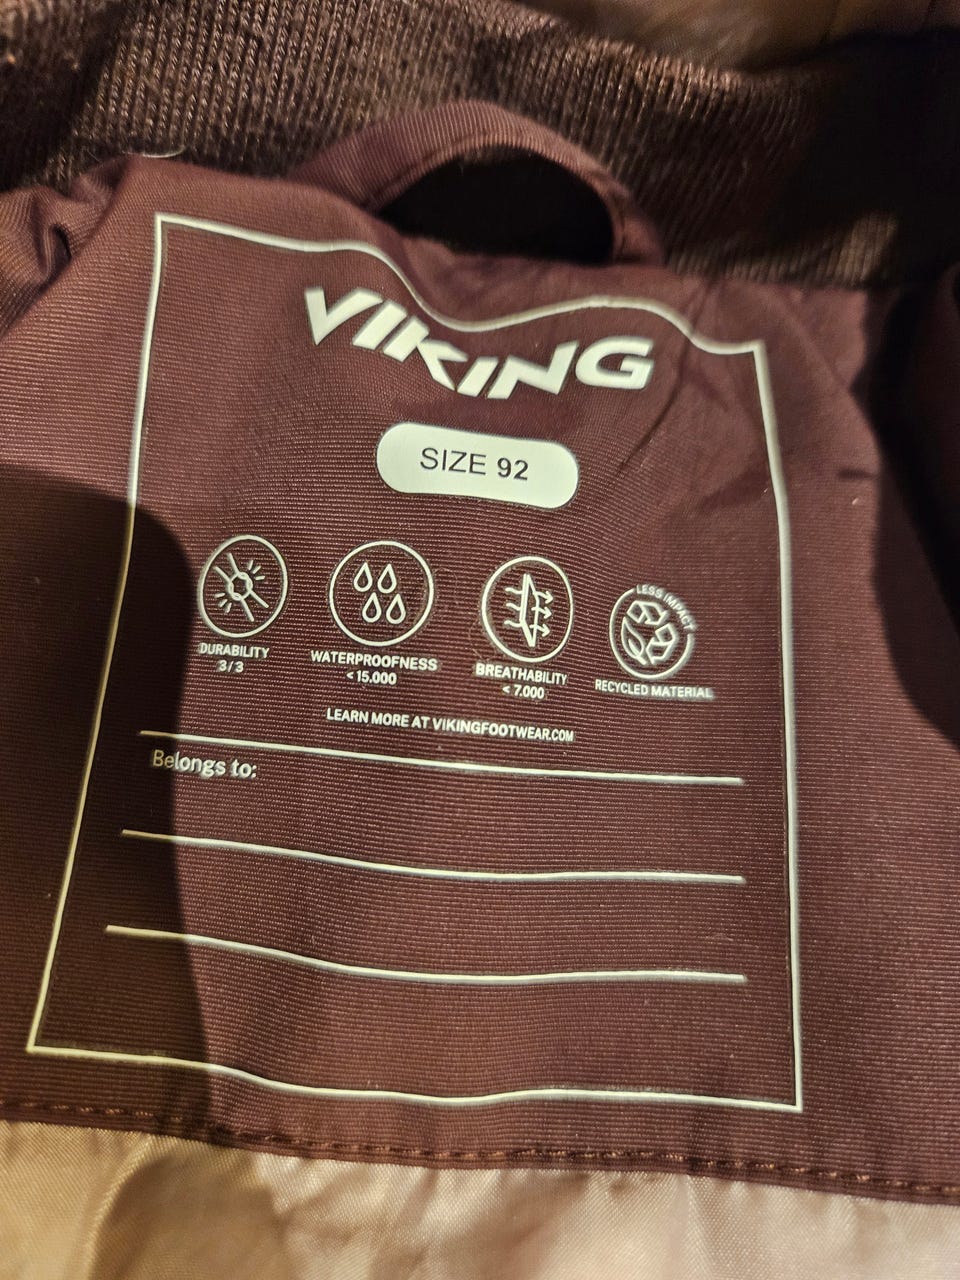 VIKING
SIZE 92
DURABILITY
3/3
WATERPROOFNESS
<15.000
BREATHABILITY
<7.000
LESS IMPACT
RECYCLED MATERIAL
LEARN MORE AT VIKINGFOOTWEAR.COM
Belongs to: